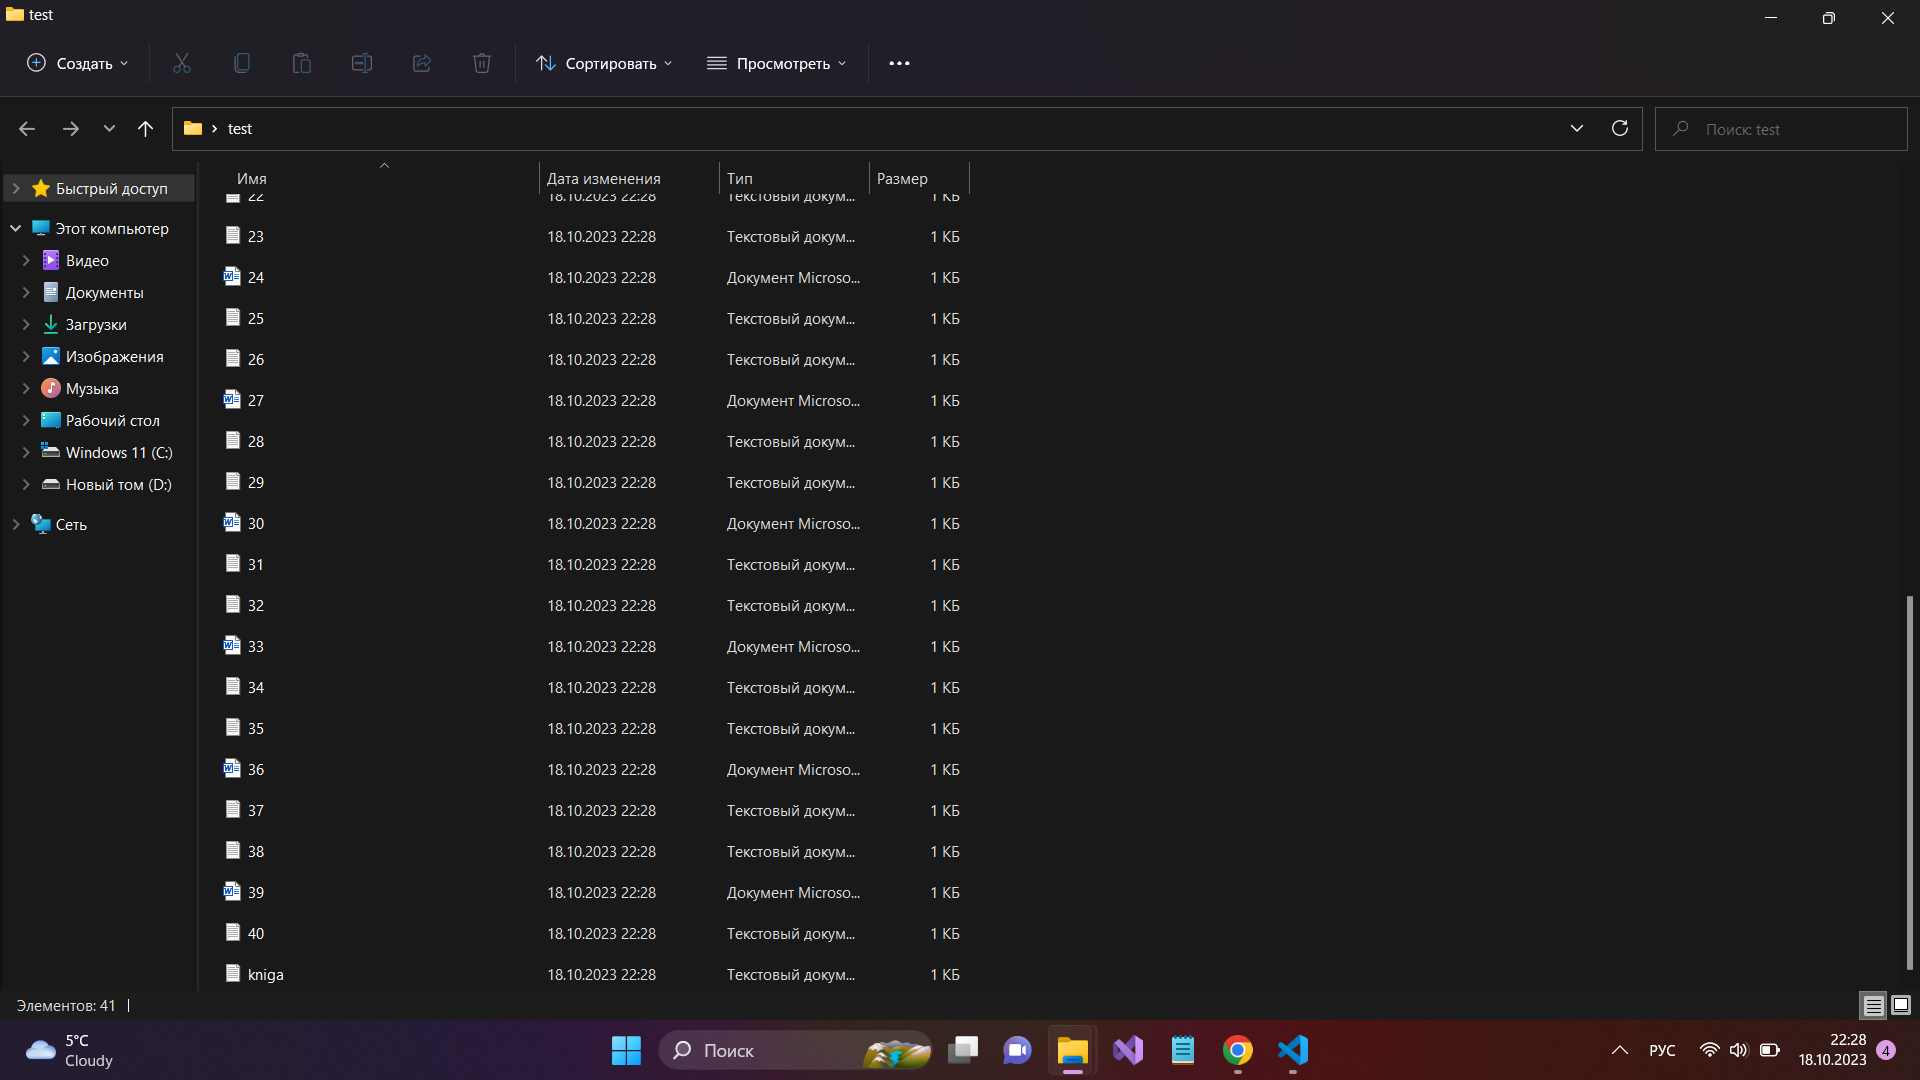 test
Создать
Сортировать
Просмотреть
test
Поиск: test
Имя Дата изменения Тип Размер
22 18.10.2023 22:28 Текстовый докум... 1 КБ
23 18.10.2023 22:28 Текстовый докум... 1 КБ
24 18.10.2023 22:28 Документ Microso... 1 КБ
25 18.10.2023 22:28 Текстовый докум... 1 КБ
26 18.10.2023 22:28 Текстовый докум... 1 КБ
27 18.10.2023 22:28 Документ Microso... 1 КБ
28 18.10.2023 22:28 Текстовый докум... 1 КБ
29 18.10.2023 22:28 Текстовый докум... 1 КБ
30 18.10.2023 22:28 Документ Microso... 1 КБ
31 18.10.2023 22:28 Текстовый докум... 1 КБ
32 18.10.2023 22:28 Текстовый докум... 1 КБ
33 18.10.2023 22:28 Документ Microso... 1 КБ
34 18.10.2023 22:28 Текстовый докум... 1 КБ
35 18.10.2023 22:28 Текстовый докум... 1 КБ
36 18.10.2023 22:28 Документ Microso... 1 КБ
37 18.10.2023 22:28 Текстовый докум... 1 КБ
38 18.10.2023 22:28 Текстовый докум... 1 КБ
39 18.10.2023 22:28 Документ Microso... 1 КБ
40 18.10.2023 22:28 Текстовый докум... 1 КБ
kniga 18.10.2023 22:28 Текстовый докум... 1 КБ
Быстрый доступ
Этот компьютер
Видео
Документы
Загрузки
Изображения
Музыка
Рабочий стол
Windows 11 (C:)
Новый том (D:)
Сеть
Элементов: 41
5°C
Cloudy
Поиск
РУС
22:28
18.10.2023
4